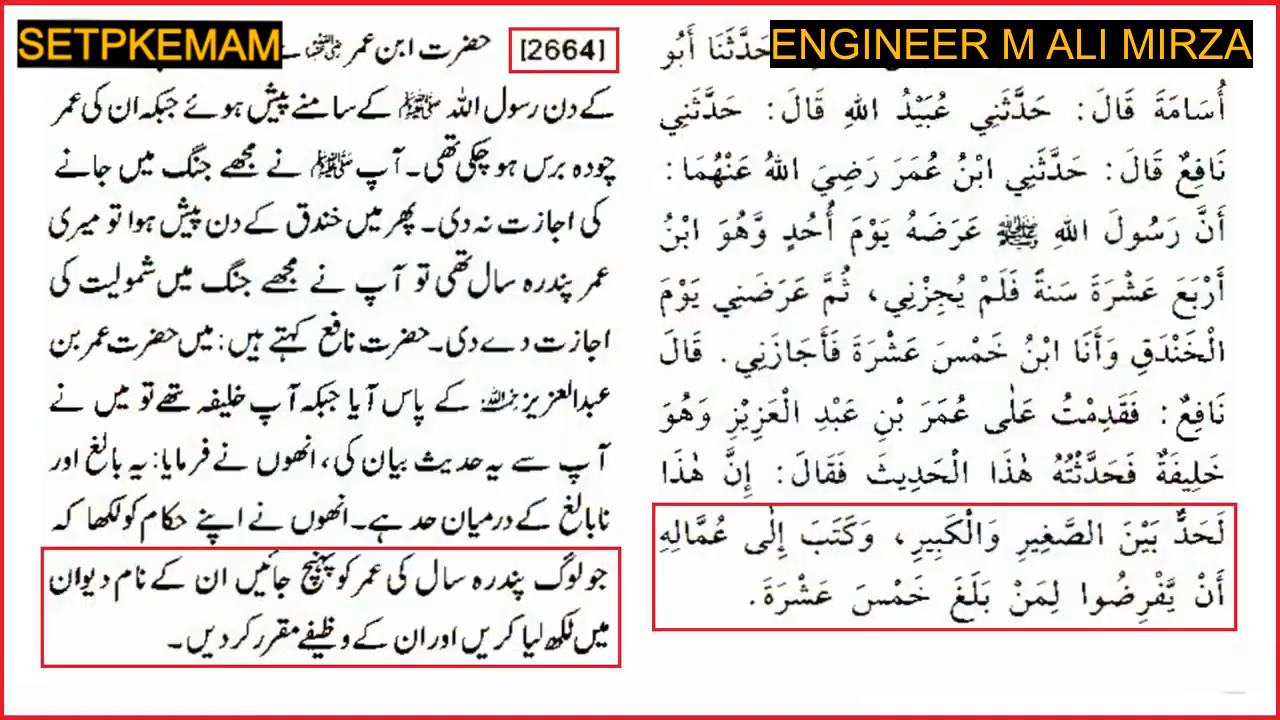 SETPKEMAM
ENGINEER M ALI MIRZA
[2664] حضرت ابن عمر رضی اللہ عنہ
کے دن رسول اللہ ﷺ کے سامنے پیش ہوئے جبکہ ان کی عمر
چودہ برس ہو چکی تھی۔ آپ ﷺ نے مجھے جنگ میں جانے
کی اجازت نہ دی۔ پھر میں خندق کے دن پیش ہوا تو میری
عمر پندرہ سال تھی تو آپ نے مجھے جنگ میں شمولیت کی
اجازت دے دی۔ حضرت نافع کہتے ہیں: میں حضرت عمر بن
عبدالعزیز رحمہ اللہ کے پاس آیا جبکہ آپ خلیفہ تھے تو میں نے
آپ سے یہ حدیث بیان کی، انھوں نے فرمایا: یہ بالغ اور
نابالغ کے درمیان حد ہے۔ انھوں نے اپنے حکام کو لکھا کہ
جو لوگ پندرہ سال کی عمر کو پہنچ جائیں ان کے نام دیوان
میں لکھ لیا کریں اور ان کے وظیفے مقرر کر دیں۔
حَدَّثَنَا أَبُو
أُسَامَةَ قَالَ: حَدَّثَنِي عُبَيْدُ اللهِ قَالَ: حَدَّثَنِي
نَافِعٌ قَالَ: حَدَّثَنِي ابْنُ عُمَرَ رَضِيَ اللهُ عَنْهُمَا:
أَنَّ رَسُولَ اللهِ ﷺ عَرَضَهُ يَوْمَ أُحُدٍ وَّهُوَ ابْنُ
أَرْبَعَ عَشْرَةَ سَنةً فَلَمْ يُجِزْنِي، ثُمَّ عَرَضَنِي يَوْمَ
الْخَنْدَقِ وَأَنَا ابْنُ خَمْسَ عَشْرَةَ فَأَجَازَنِي. قَالَ
نَافِعٌ: فَقَدِمْتُ عَلٰى عُمَرَ بْنِ عَبْدِ الْعَزِيْزِ وَهُوَ
خَلِيفَةٌ فَحَدَّثْتُهُ هٰذَا الْحَدِيثَ فَقَالَ: إِنَّ هٰذَا
لَحَدٌّ بَيْنَ الصَّغِيرِ وَالْكَبِيرِ، وَكَتَبَ إِلٰى عُمَّالِهِ
أَنْ يَّفْرِضُوا لِمَنْ بَلَغَ خَمْسَ عَشْرَةَ.